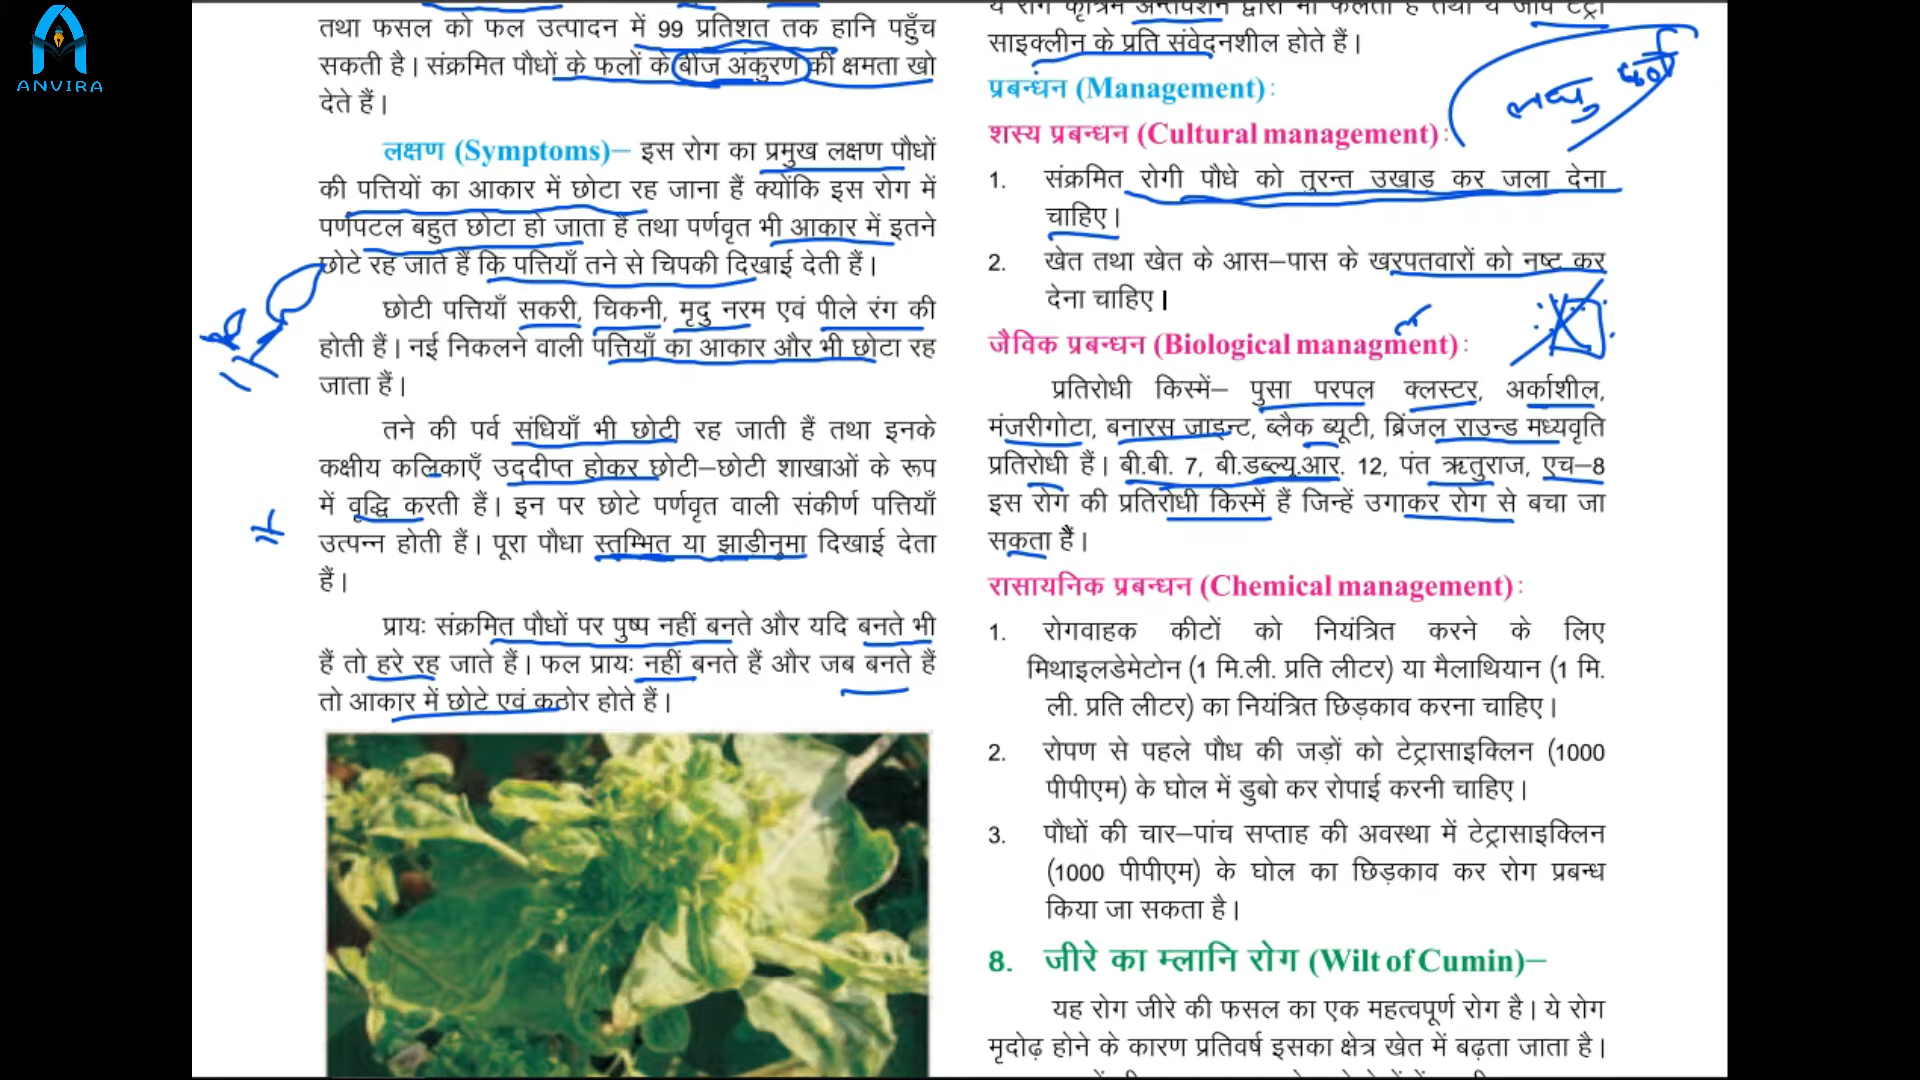 ANVIRA
तथा फसल को फल उत्पादन में 99 प्रतिशत तक हानि पहुँच
सकती है। संक्रमित पौधों के फलों के बीज अंकुरण की क्षमता खो
देते हैं।
लक्षण (Symptoms)– इस रोग का प्रमुख लक्षण पौधों
की पत्तियों का आकार में छोटा रह जाना हैं क्योंकि इस रोग में
पर्णपटल बहुत छोटा हो जाता हैं तथा पर्णवृत भी आकार में इतने
छोटे रह जाते हैं कि पत्तियाँ तने से चिपकी दिखाई देती हैं।
छोटी पत्तियाँ सकरी, चिकनी, मृदु नरम एवं पीले रंग की
होती हैं। नई निकलने वाली पत्तियाँ का आकार और भी छोटा रह
जाता हैं।
तने की पर्व संधियाँ भी छोटी रह जाती हैं तथा इनके
कक्षीय कलिकाएँ उद्दीप्त होकर छोटी–छोटी शाखाओं के रूप
में वृद्धि करती हैं। इन पर छोटे पर्णवृत वाली संकीर्ण पत्तियाँ
उत्पन्न होती हैं। पूरा पौधा स्तम्भित या झाड़ीनुमा दिखाई देता
हैं।
प्रायः संक्रमित पौधों पर पुष्प नहीं बनते और यदि बनते भी
हैं तो हरे रह जाते हैं। फल प्रायः नहीं बनते हैं और जब बनते हैं
तो आकार में छोटे एवं कठोर होते हैं।
ये रोग कृत्रिम अन्तर्वेशन द्वारा भी फैलता है तथा ये जीव टेट्रा
साइक्लीन के प्रति संवेदनशील होते हैं।
प्रबन्धन (Management):
लघु पर्ण
शस्य प्रबन्धन (Cultural management):
1. संक्रमित रोगी पौधे को तुरन्त उखाड़ कर जला देना
चाहिए।
2. खेत तथा खेत के आस–पास के खरपतवारों को नष्ट कर
देना चाहिए।
जैविक प्रबन्धन (Biological managment):
प्रतिरोधी किस्में– पुसा परपल क्लस्टर, अर्काशील,
मंजरीगोटा, बनारस जाइन्ट, ब्लैक ब्यूटी, ब्रिंजल राउन्ड मध्यवृति
प्रतिरोधी हैं। बी.बी. 7, बी.डब्ल्यू.आर. 12, पंत ऋतुराज, एच–8
इस रोग की प्रतिरोधी किस्में हैं जिन्हें उगाकर रोग से बचा जा
सकता हैं।
रासायनिक प्रबन्धन (Chemical management):
1. रोगवाहक कीटों को नियंत्रित करने के लिए
मिथाइलडेमेटोन (1 मि.ली. प्रति लीटर) या मैलाथियान (1 मि.
ली. प्रति लीटर) का नियंत्रित छिड़काव करना चाहिए।
2. रोपण से पहले पौध की जड़ों को टेट्रासाइक्लिन (1000
पीपीएम) के घोल में डुबो कर रोपाई करनी चाहिए।
3. पौधों की चार–पांच सप्ताह की अवस्था में टेट्रासाइक्लिन
(1000 पीपीएम) के घोल का छिड़काव कर रोग प्रबन्ध
किया जा सकता है।
8. जीरे का म्लानि रोग (Wilt of Cumin)–
यह रोग जीरे की फसल का एक महत्वपूर्ण रोग है। ये रोग
मृदोढ़ होने के कारण प्रतिवर्ष इसका क्षेत्र खेत में बढ़ता जाता है।